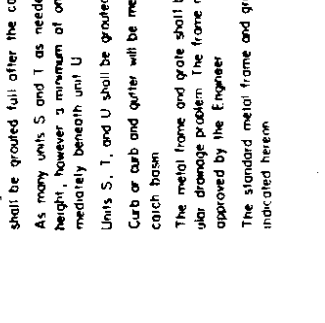 shall be grouted full after the co
As many units S and T as neede
height, however a minimum of on
mediately beneath unit U
Units S, T, and U shall be grouted
Curb or curb and gutter will be me
catch basin
The metal frame and grate shall b
ular drainage problem The frame
approved by the Engineer
The standard metal frame and gr
indicated herein